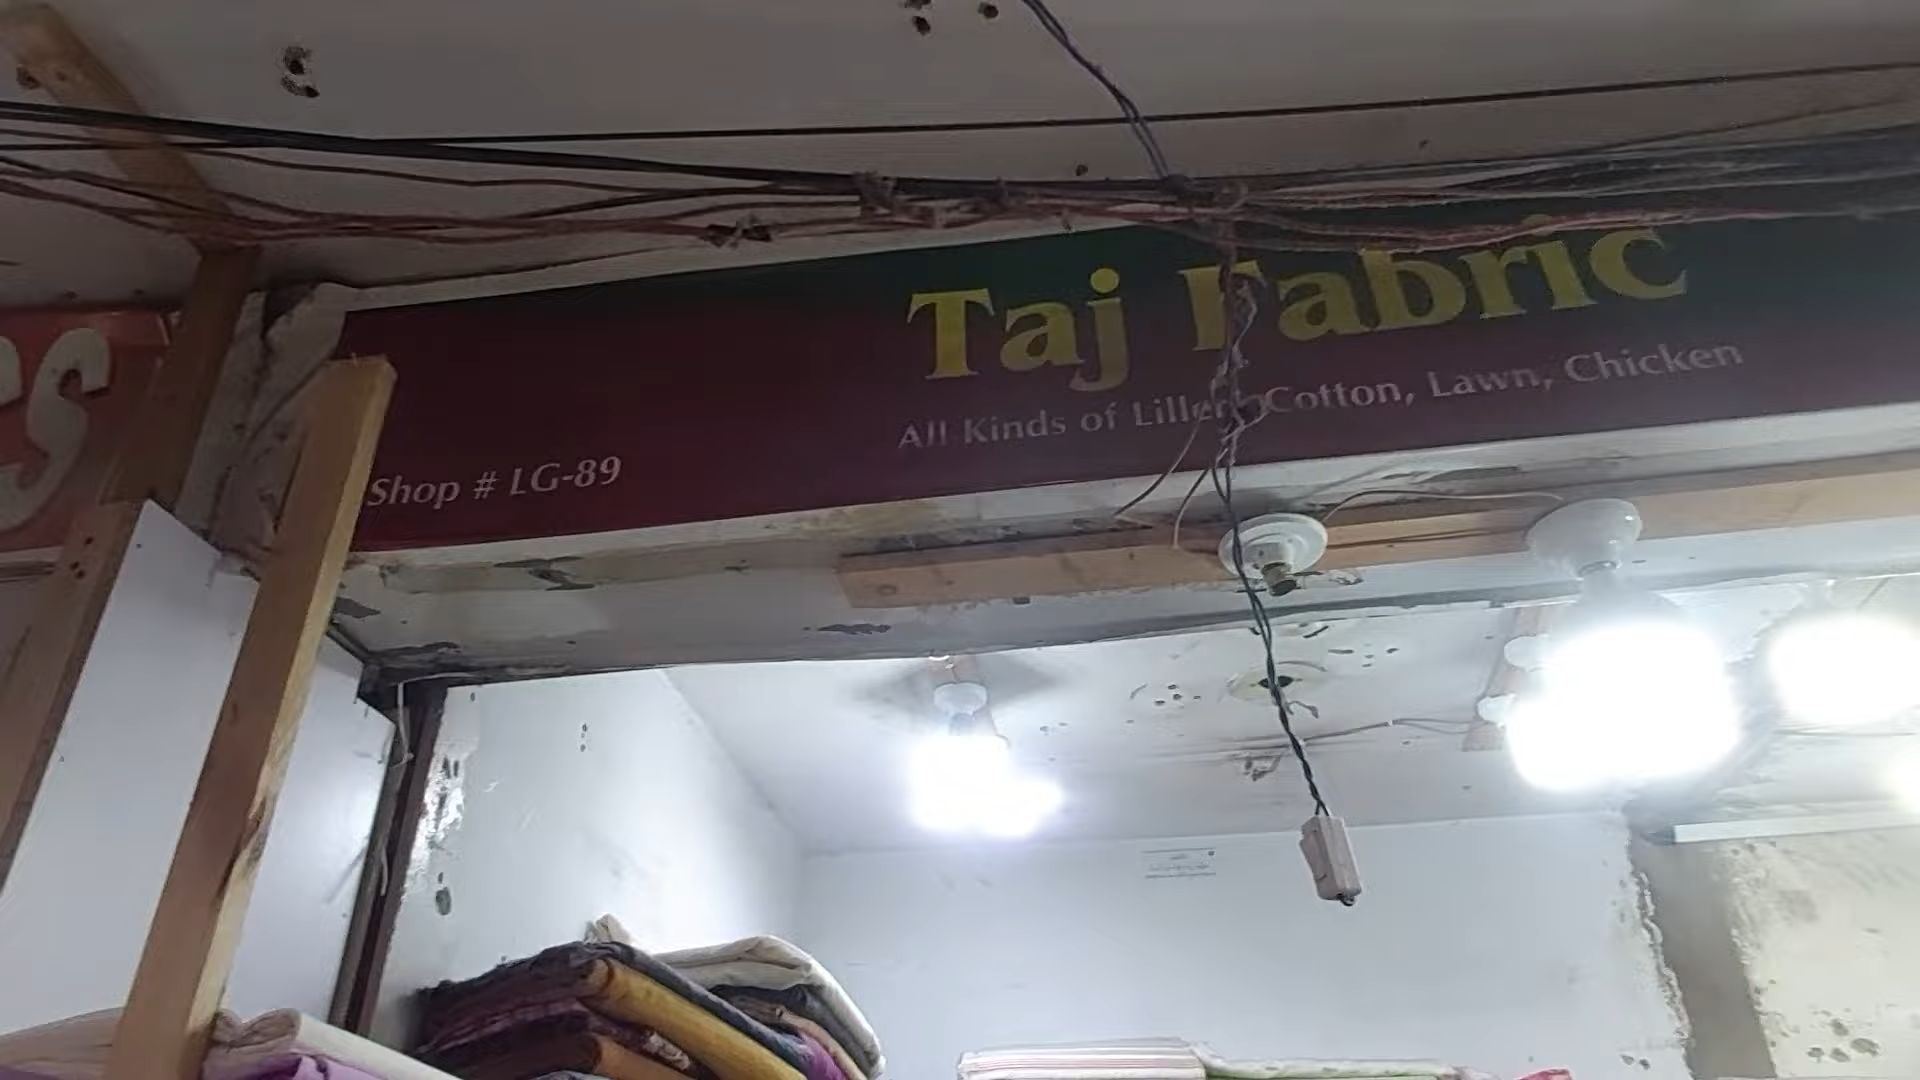 S
Taj Fabric
All Kinds of Cotton, Lawn, Chicken
Shop # LG-89